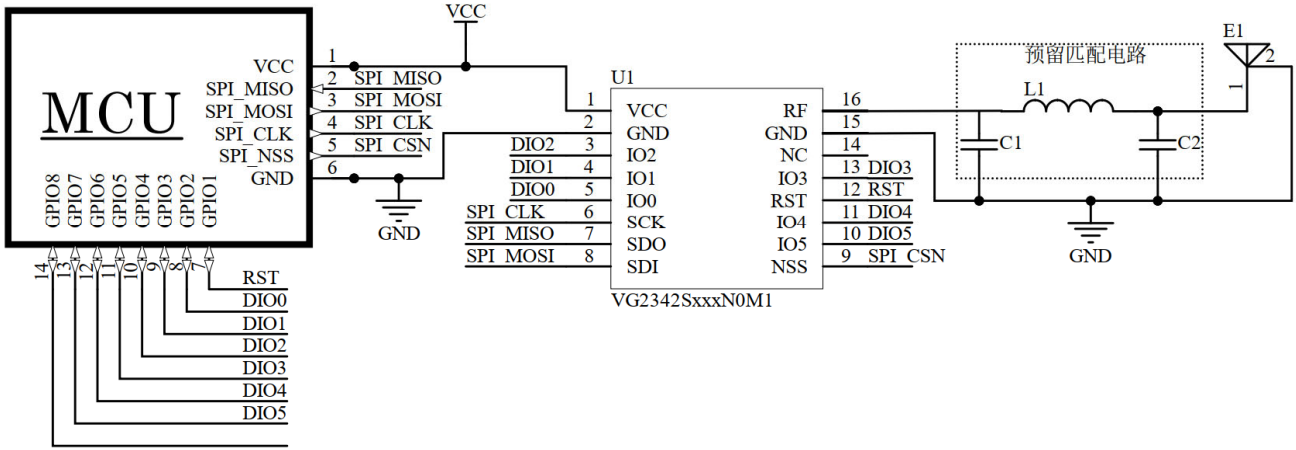 VCC
MCU
VCC 1
SPI_MISO 2 SPI_MISO
SPI_MOSI 3 SPI_MOSI
SPI_CLK 4 SPI_CLK
SPI_NSS 5 SPI_CSN
GND 6
GND
GPIO8 GPIO7 GPIO6 GPIO5 GPIO4 GPIO3 GPIO2 GPIO1
14 13 12 11 10 9 8 7
RST
DIO0
DIO1
DIO2
DIO3
DIO4
DIO5
U1
1 VCC RF 16
2 GND GND 15
DIO2 3 IO2 NC 14
DIO1 4 IO1 IO3 13 DIO3
DIO0 5 IO0 RST 12 RST
SPI_CLK 6 SCK IO4 11 DIO4
SPI_MISO 7 SDO IO5 10 DIO5
SPI_MOSI 8 SDI NSS 9 SPI_CSN
VG2342SxxxN0M1
预留匹配电路
L1
C1
C2
E1
2
1
GND